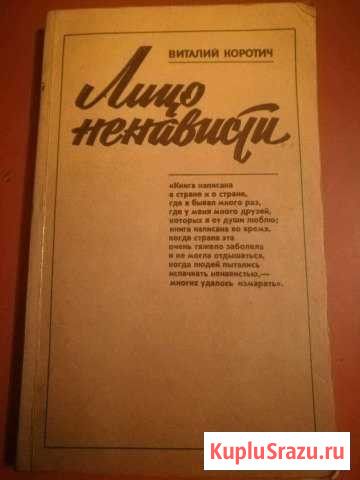 ВИТАЛИЙ КОРОТИЧ
Лицо
ненависти
«Книга написана
в стране и о стране,
где я бывал много раз,
где у меня много друзей,
которых я от души люблю;
книга написана во время,
когда страна эта
очень тяжело заболела
и не могла отдышаться,
когда людей пытались
испачкать ненавистью,—
многих удалось измарать».
KupluSrazu.ru